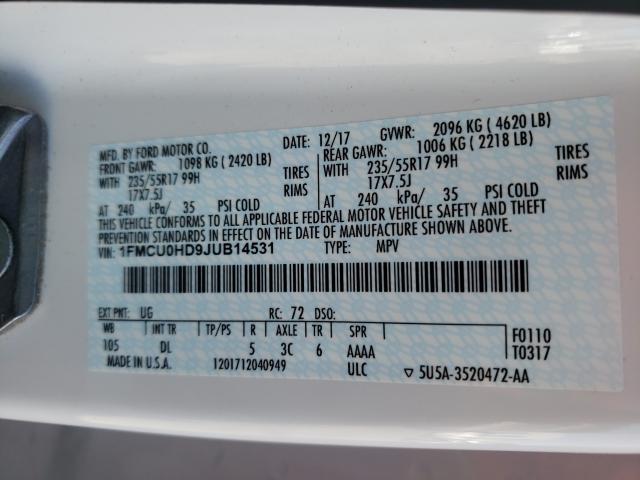 MFD. BY FORD MOTOR CO. DATE: 12/17 GVWR: 2096 KG ( 4620 LB)
FRONT GAWR: 1098 KG ( 2420 LB) REAR GAWR: 1006 KG ( 2218 LB)
WITH 235/55R17 99H TIRES WITH 235/55R17 99H TIRES
17X7.5J RIMS 17X7.5J RIMS
AT 240 kPa/ 35 PSI COLD AT 240 kPa/ 35 PSI COLD
THIS VEHICLE CONFORMS TO ALL APPLICABLE FEDERAL MOTOR VEHICLE SAFETY AND THEFT
PREVENTION STANDARDS IN EFFECT ON THE DATE OF MANUFACTURE SHOWN ABOVE.
VIN: 1FMCU0HD9JUB14531 TYPE: MPV
EXT PNT: UG RC: 72 DSO:
WB INT TR TP/PS R AXLE TR SPR F0110
105 DL 5 3C 6 AAAA T0317
MADE IN U.S.A. 1201712040949 ULC ▽ 5U5A-3520472-AA